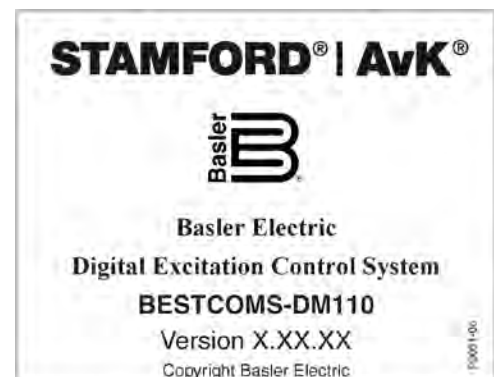 STAMFORD® | AvK®
Basler
Basler Electric
Digital Excitation Control System
BESTCOMS-DM110
Version X.XX.XX
Copyright Basler Electric